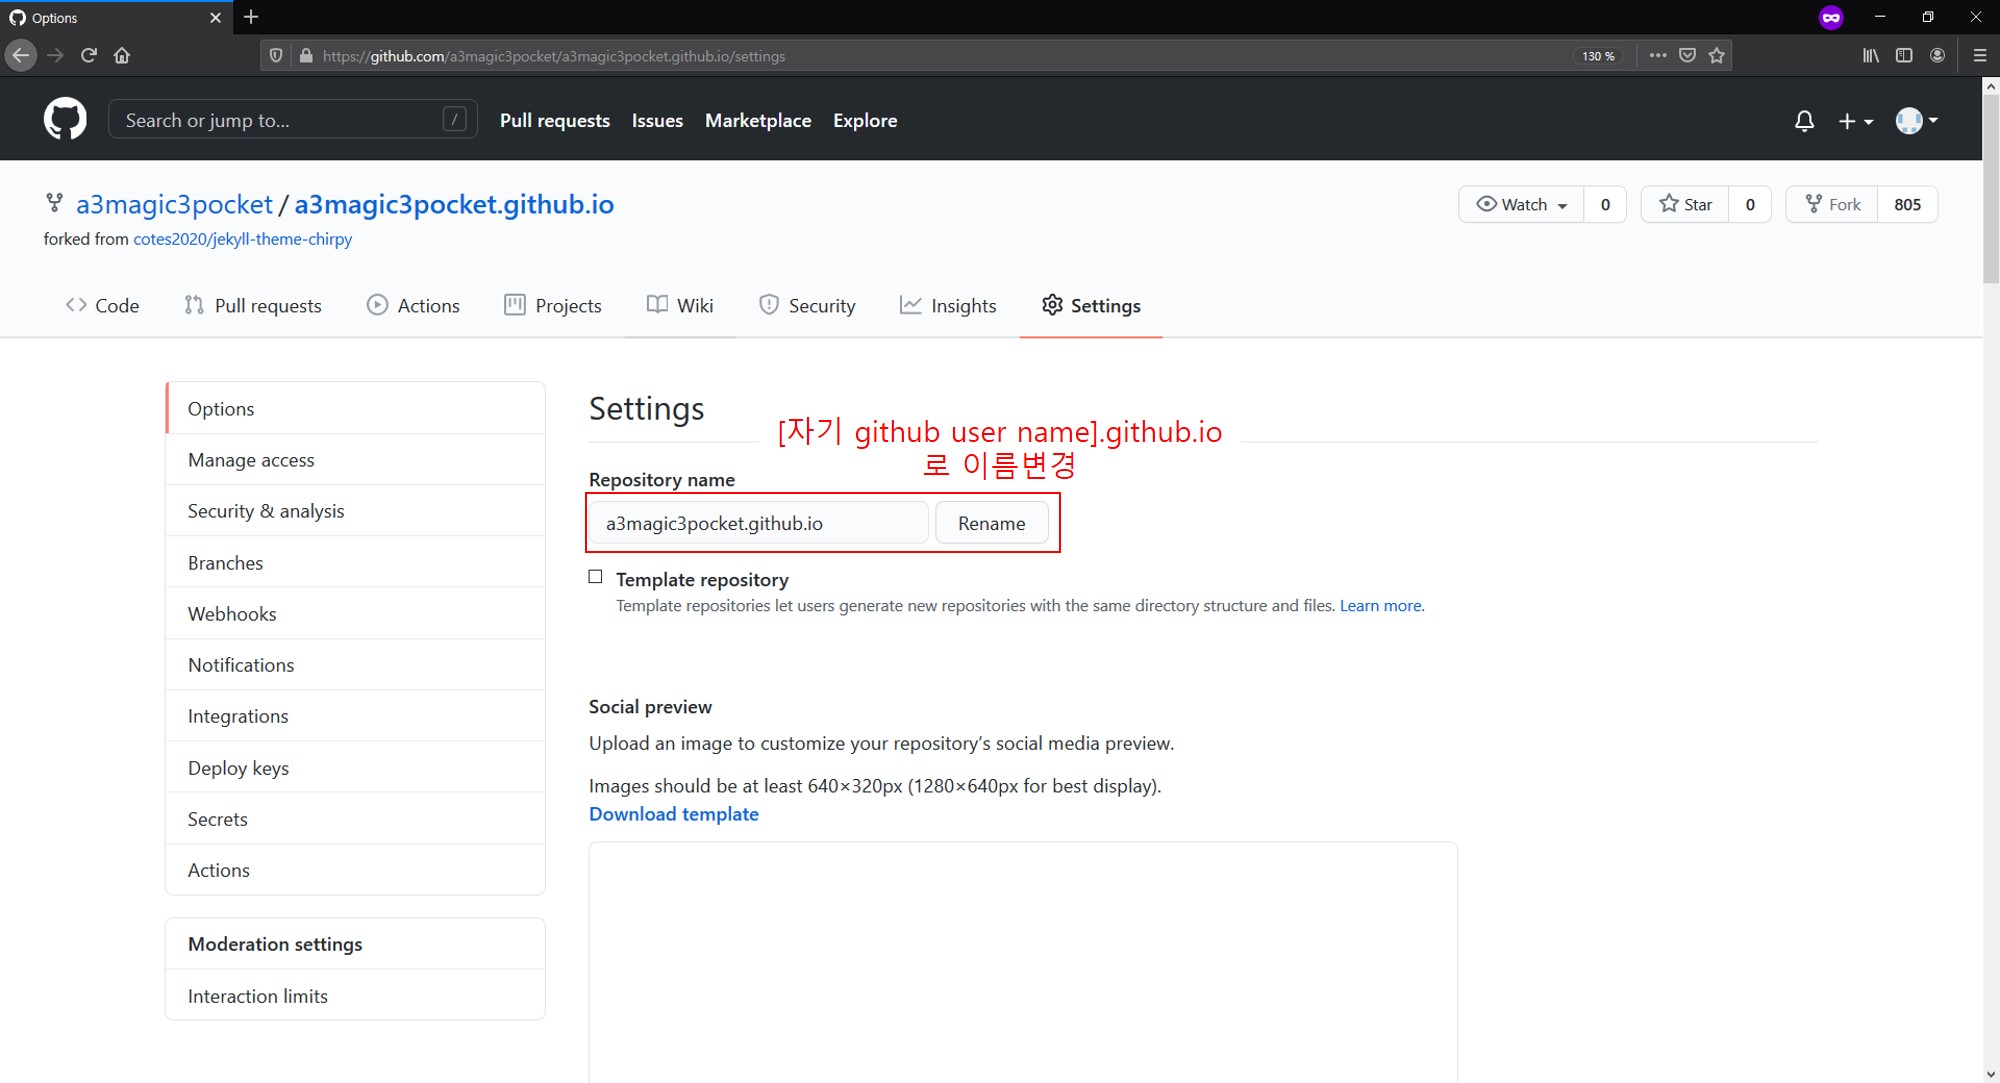 Options
https://github.com/a3magic3pocket/a3magic3pocket.github.io/settings
130 %
Search or jump to...
/
Pull requests
Issues
Marketplace
Explore
a3magic3pocket / a3magic3pocket.github.io
Watch
0
Star
0
Fork
805
forked from cotes2020/jekyll-theme-chirpy
Code
Pull requests
Actions
Projects
Wiki
Security
Insights
Settings
Options
Manage access
Security & analysis
Branches
Webhooks
Notifications
Integrations
Deploy keys
Secrets
Actions
Moderation settings
Interaction limits
Settings
[자기 github user name].github.io
로 이름변경
Repository name
a3magic3pocket.github.io
Rename
Template repository
Template repositories let users generate new repositories with the same directory structure and files. Learn more.
Social preview
Upload an image to customize your repository’s social media preview.
Images should be at least 640×320px (1280×640px for best display).
Download template